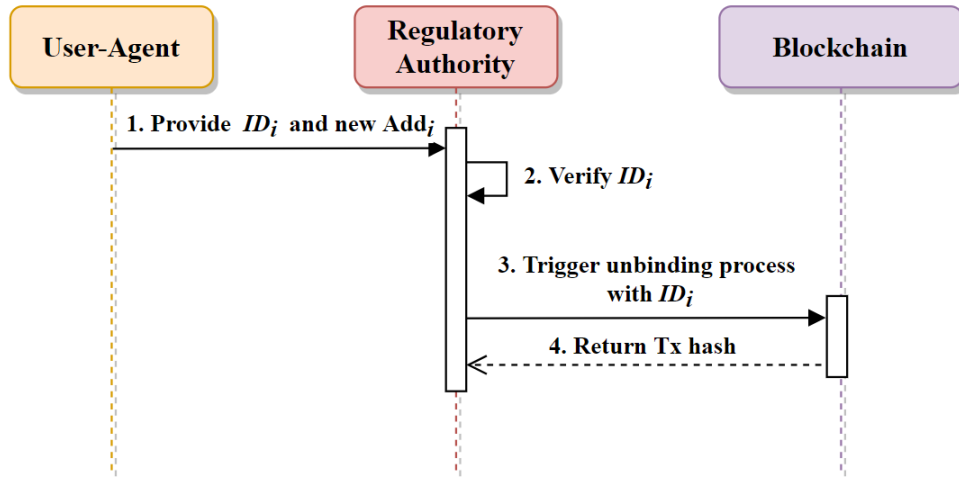 User-Agent
Regulatory
Authority
Blockchain
1. Provide IDi and new Addi
2. Verify IDi
3. Trigger unbinding process
with IDi
4. Return Tx hash